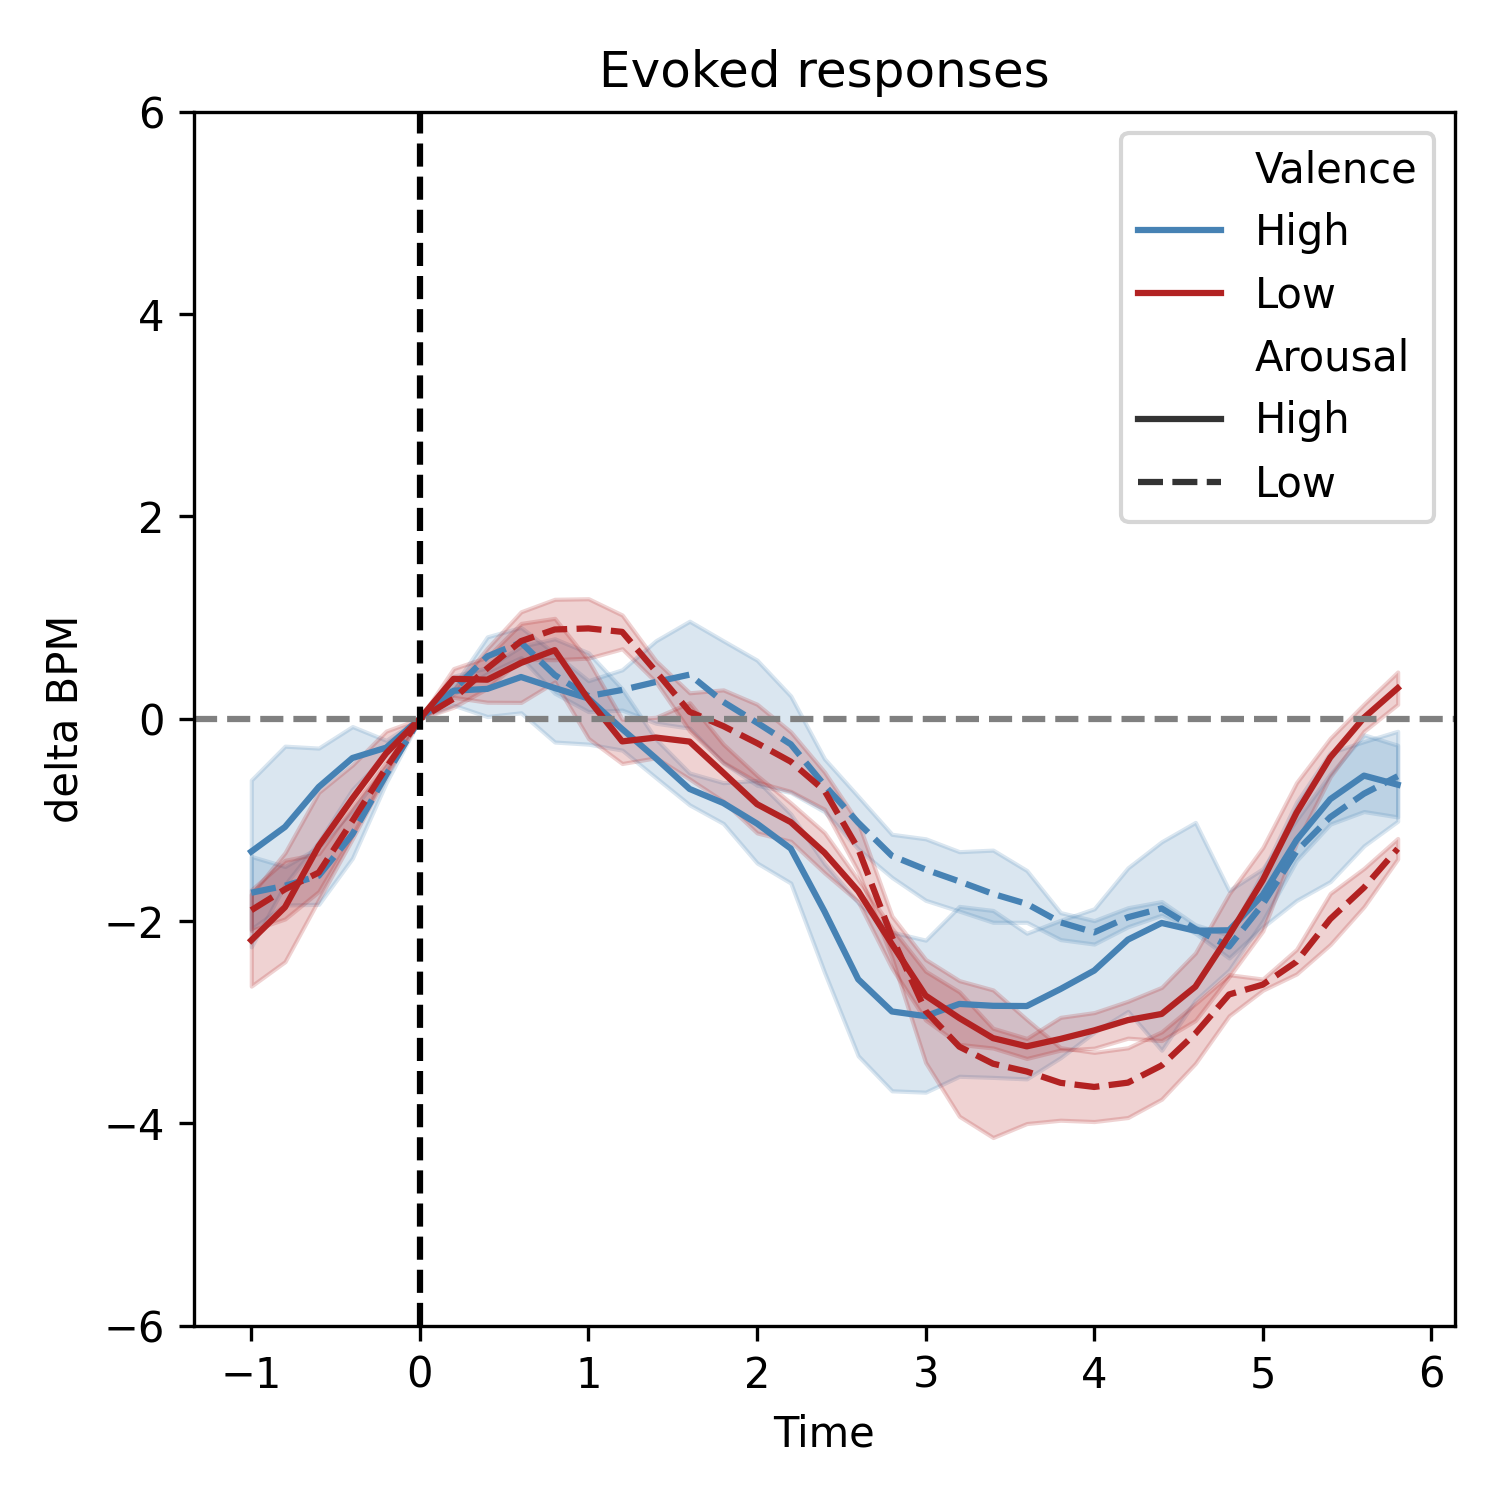 Evoked responses
6
4
2
0
−2
−4
−6
delta BPM
Valence
High
Low
Arousal
High
Low
−1 0 1 2 3 4 5 6
Time